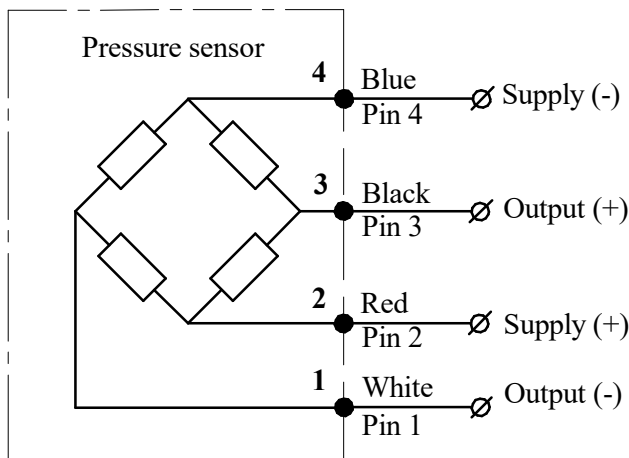 Pressure sensor
4 Blue Supply (-)
Pin 4
3 Black Output (+)
Pin 3
2 Red Supply (+)
Pin 2
1 White Output (-)
Pin 1